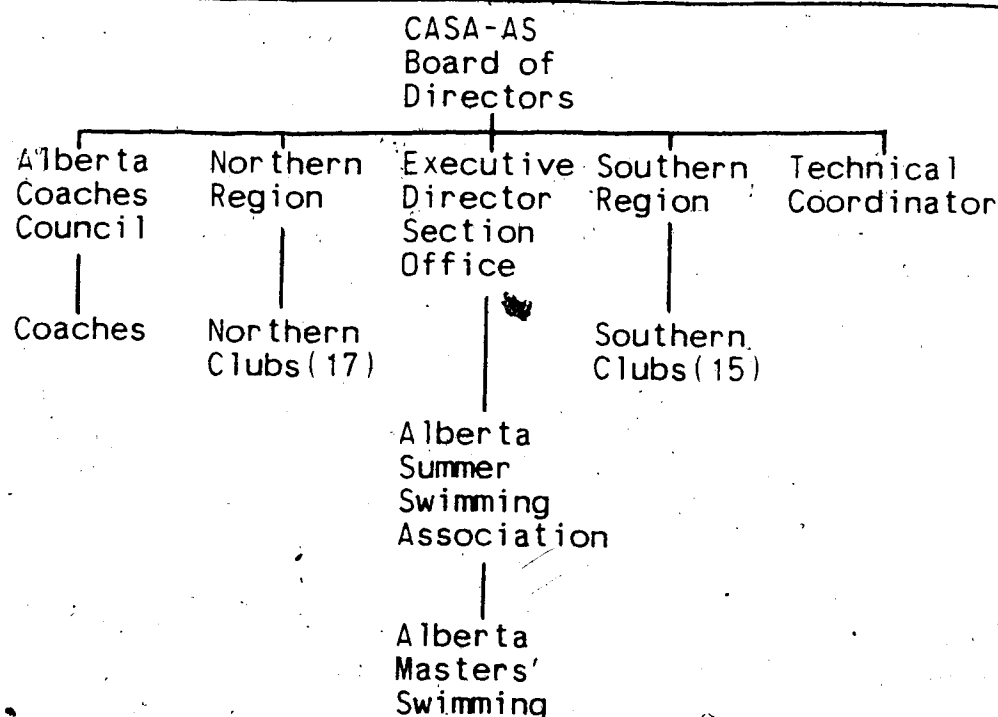 CASA-AS
Board of
Directors
Alberta
Coaches
Council
Northern
Region
Executive
Director
Section
Office
Southern
Region
Technical
Coordinator
Coaches
Northern
Clubs(17)
Southern
Clubs(15)
Alberta
Summer
Swimming
Association
Alberta
Masters'
Swimming